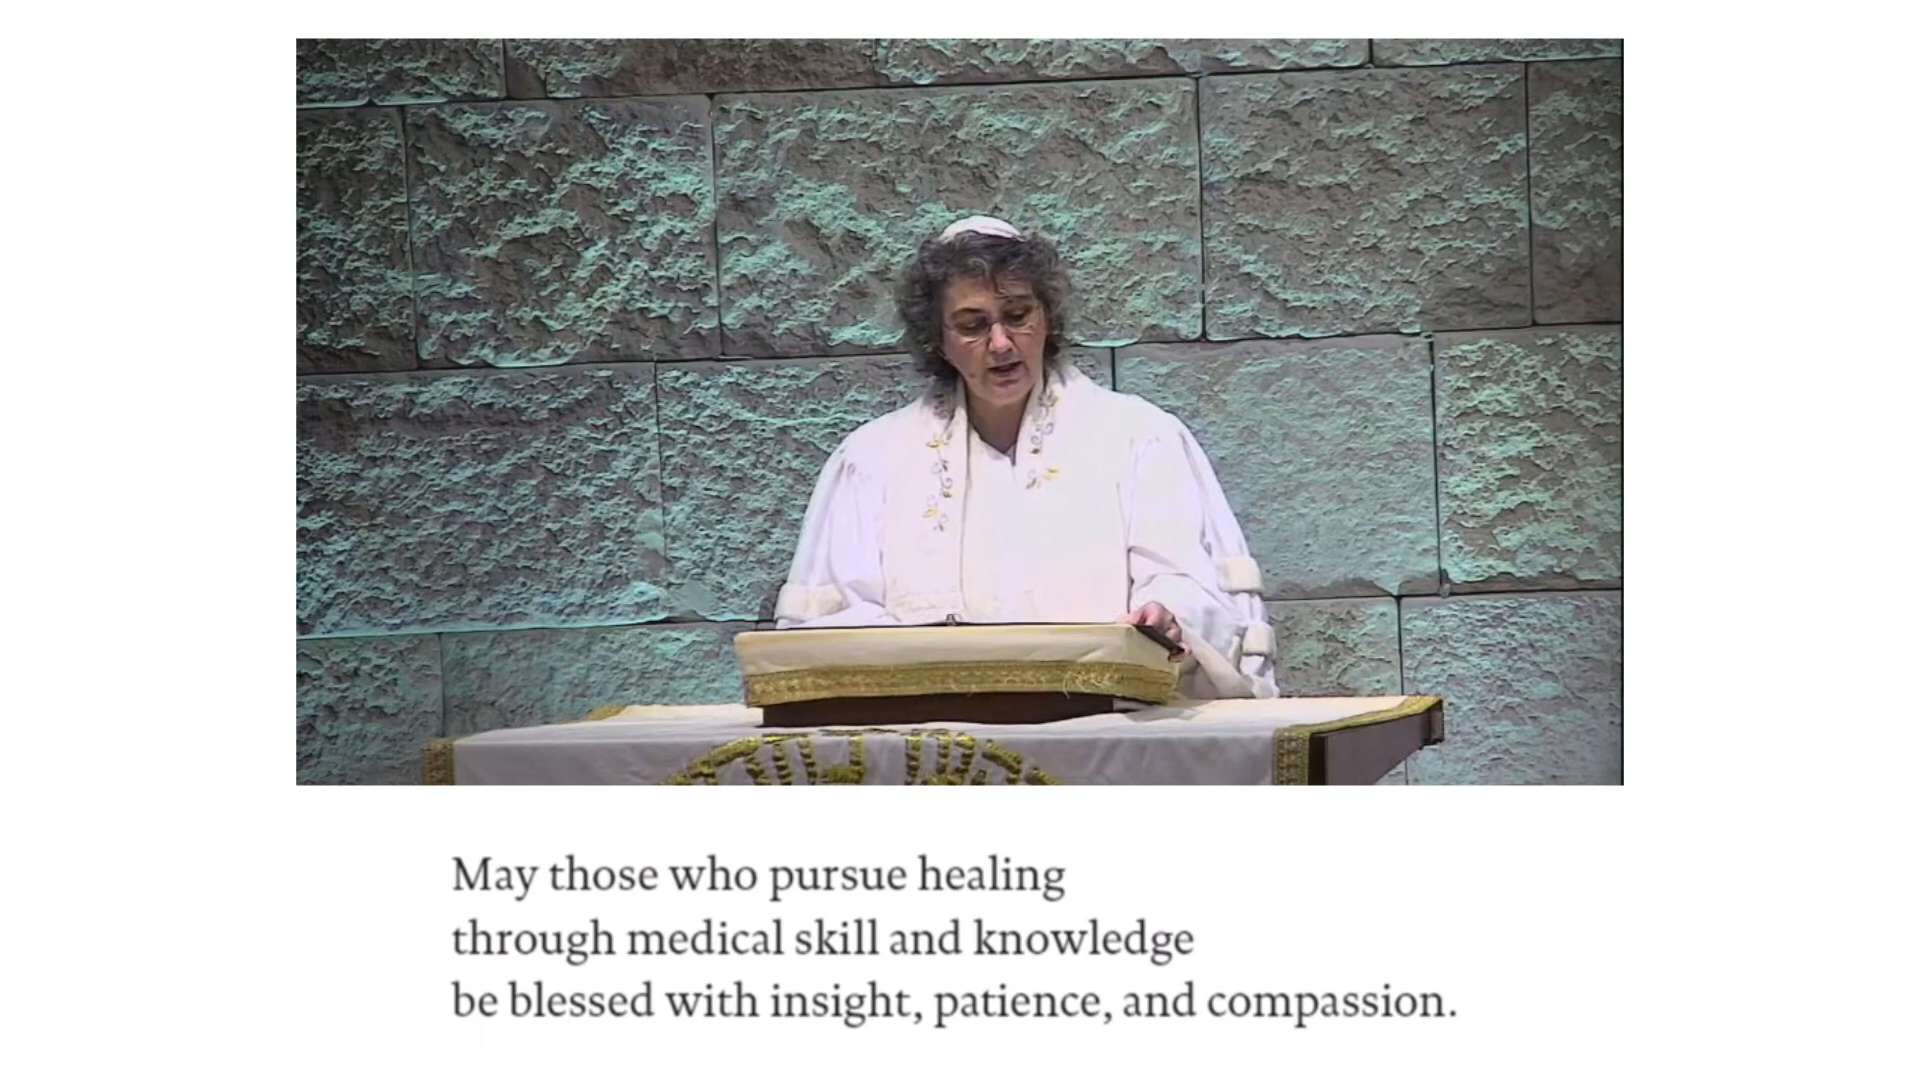 May those who pursue healing
through medical skill and knowledge
be blessed with insight, patience, and compassion.